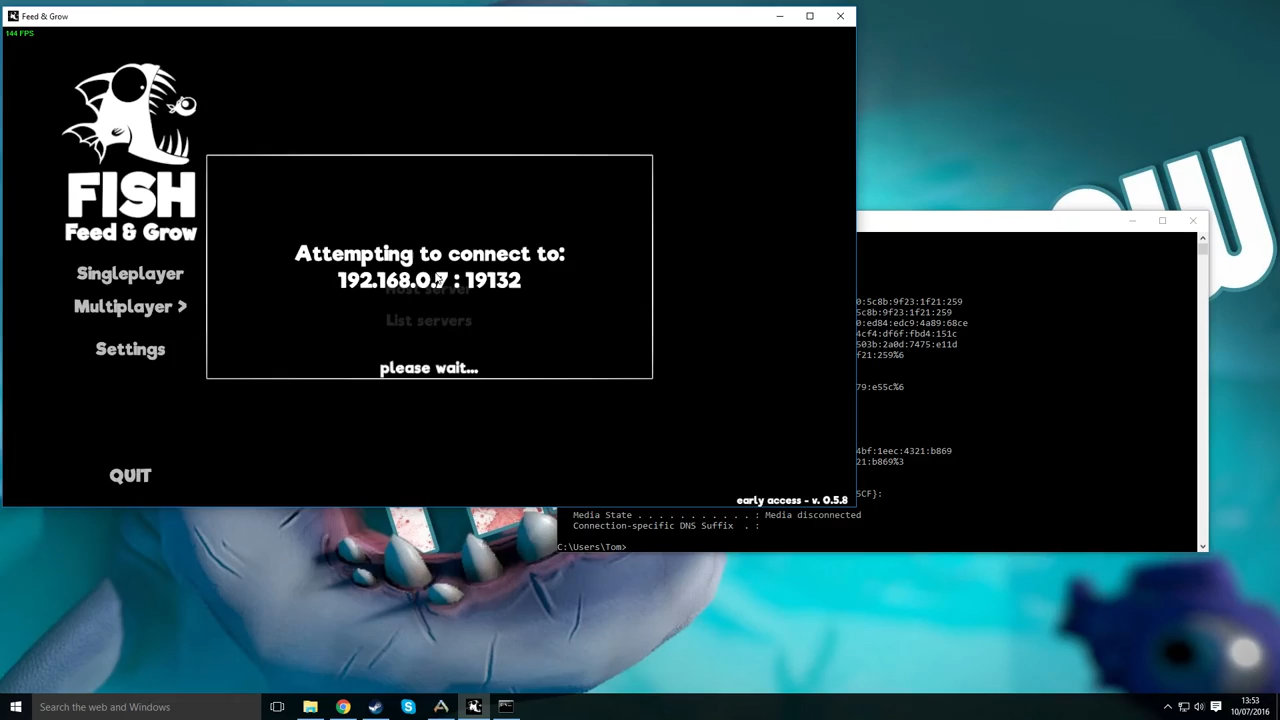 Feed & Grow
144 FPS
FISH
Feed & Grow
Singleplayer
Multiplayer >
Settings
QUIT
Attempting to connect to:
192.168.0.7 : 19132
Host server
List servers
please wait...
early access - v. 0.5.8
0:5c8b:9f23:1f21:259
5c8b:9f23:1f21:259
0:ed84:edc9:4a89:68ce
4cf4:df6f:fbd4:151c
503b:2a0d:7475:e11d
f21:259%6
79:e55c%6
4bf:1eec:4321:b869
21:b869%3
5CF}:
Media State . . . . . . . . . . . : Media disconnected
Connection-specific DNS Suffix  . :
C:\Users\Tom>
Search the web and Windows
13:53
10/07/2016